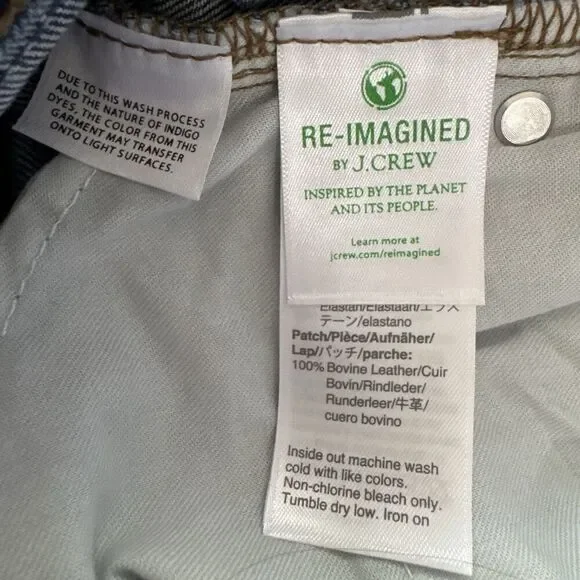 DUE TO THIS WASH PROCESS
AND THE NATURE OF INDIGO
DYES, THE COLOR FROM THIS
GARMENT MAY TRANSFER
ONTO LIGHT SURFACES.
RE-IMAGINED
BY J.CREW
INSPIRED BY THE PLANET
AND ITS PEOPLE.
Learn more at
jcrew.com/reimagined
Elastan/Elastaan/エラス
テーン/elastano
Patch/Pièce/Aufnäher/
Lap/パッチ/parche:
100% Bovine Leather/Cuir
Bovin/Rindleder/
Runderleer/牛革/
cuero bovino
Inside out machine wash
cold with like colors.
Non-chlorine bleach only.
Tumble dry low. Iron on